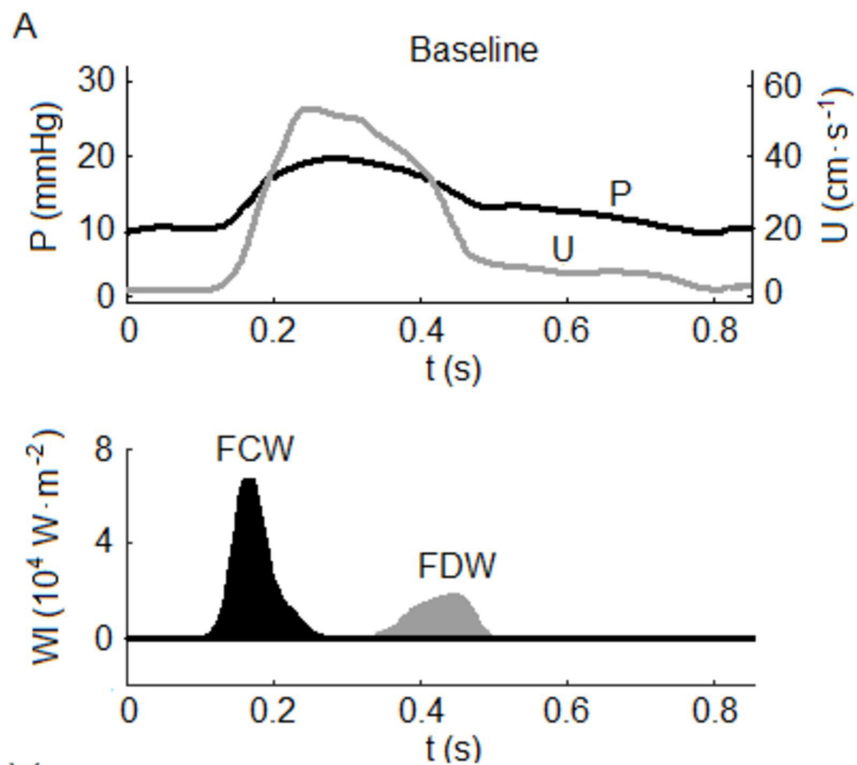 A
Baseline
30
20
10
0
P (mmHg)
60
40
20
0
U (cm·s⁻¹)
P
U
0 0.2 0.4 0.6 0.8
t (s)
8
4
0
WI (10⁴ W·m⁻²)
FCW
FDW
0 0.2 0.4 0.6 0.8
t (s)